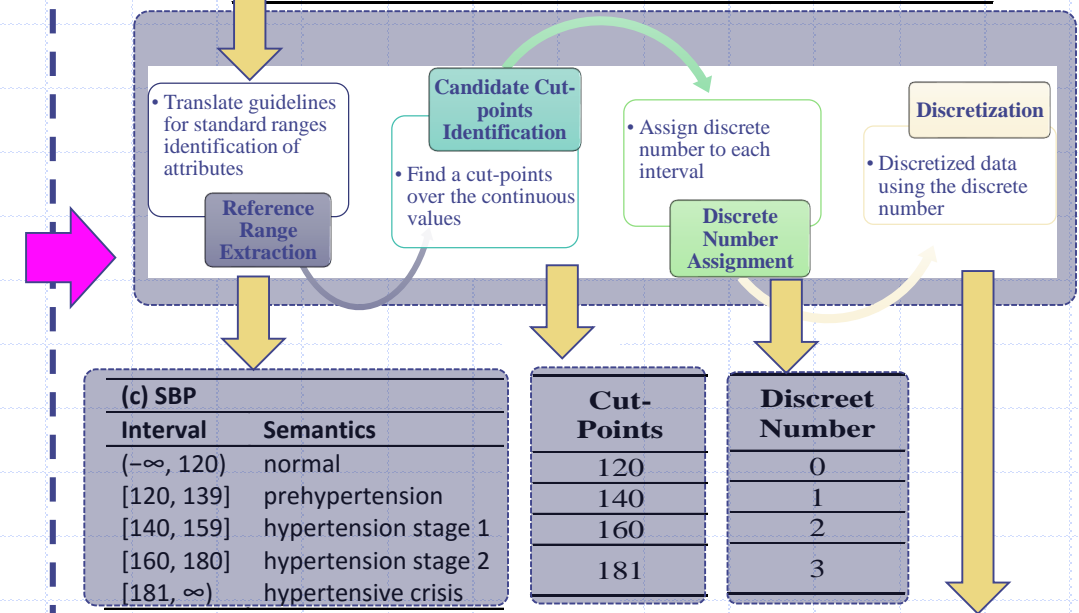 • Translate guidelines
for standard ranges
identification of
attributes
Reference
Range
Extraction
Candidate Cut-
points
Identification
• Find a cut-points
over the continuous
values
• Assign discrete
number to each
interval
Discrete
Number
Assignment
Discretization
• Discretized data
using the discrete
number
(c) SBP
Interval Semantics
(−∞, 120) normal
[120, 139] prehypertension
[140, 159] hypertension stage 1
[160, 180] hypertension stage 2
[181, ∞) hypertensive crisis
Cut-
Points
120
140
160
181
Discreet
Number
0
1
2
3